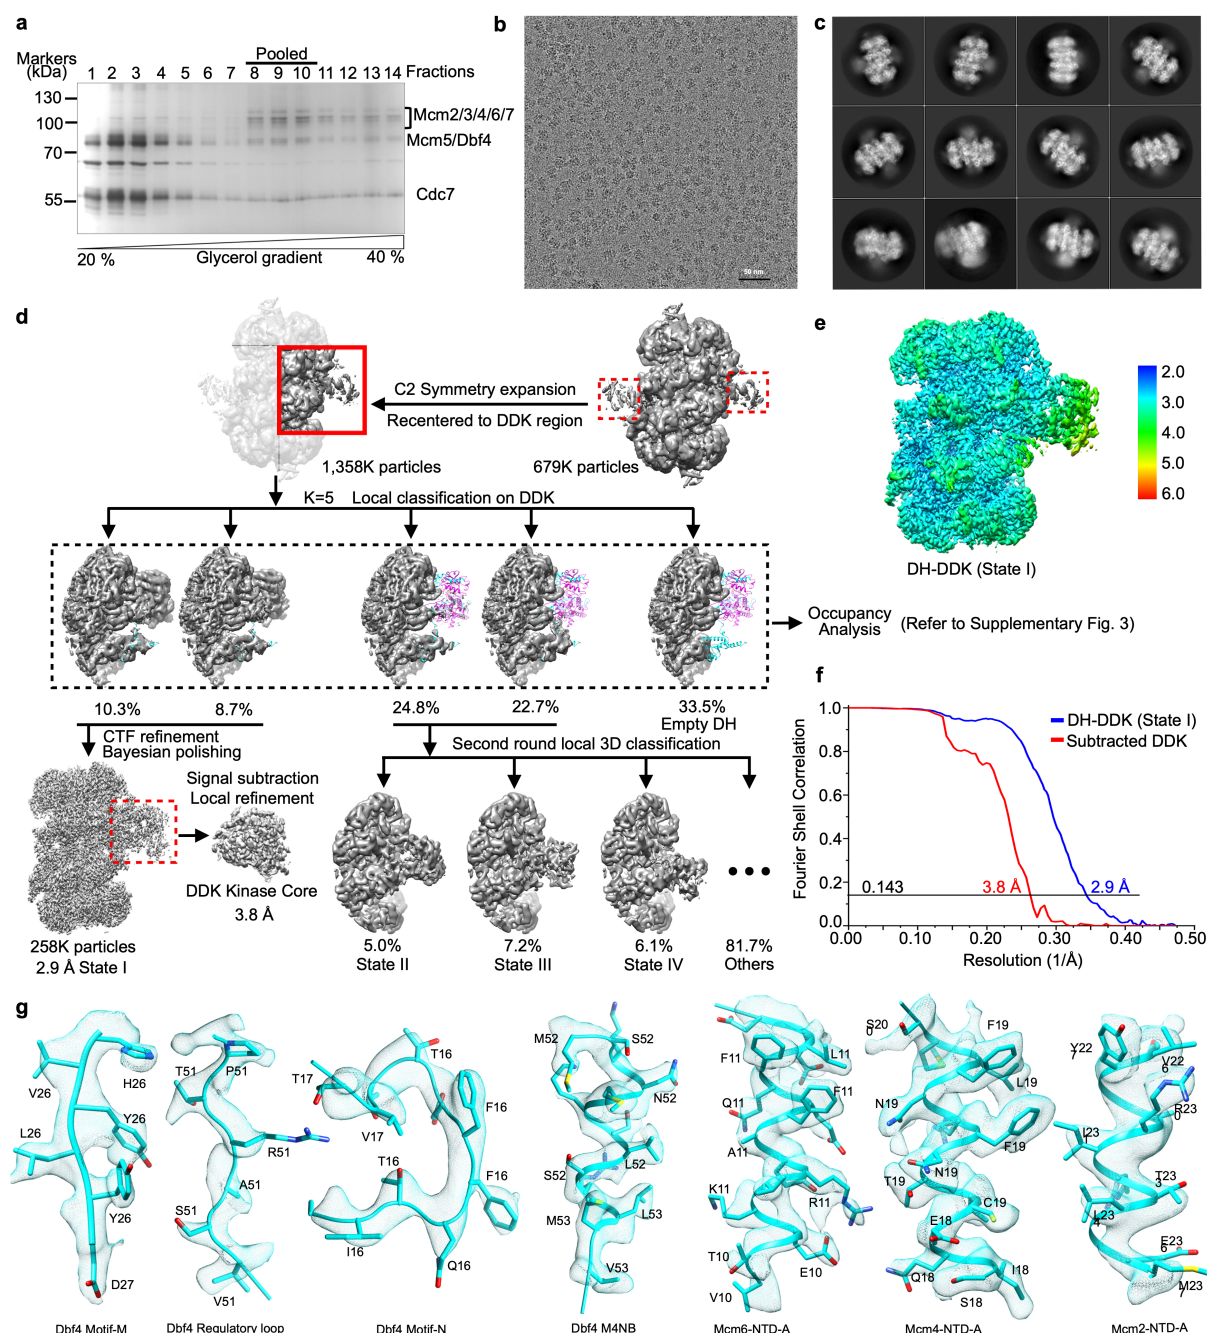 a
Markers
(kDa)
Pooled
1 2 3 4 5 6 7 8 9 10 11 12 13 14 Fractions
130
100
70
55
Mcm2/3/4/6/7
Mcm5/Dbf4
Cdc7
20 % Glycerol gradient 40 %
b
50 nm
c
d
C2 Symmetry expansion
Recentered to DDK region
1,358K particles
679K particles
K=5 Local classification on DDK
10.3%
8.7%
24.8%
22.7%
33.5%
Empty DH
Occupancy
Analysis
(Refer to Supplementary Fig. 3)
CTF refinement
Bayesian polishing
Signal subtraction
Local refinement
DDK Kinase Core
3.8 Å
258K particles
2.9 Å State I
Second round local 3D classification
5.0%
State II
7.2%
State III
6.1%
State IV
81.7%
Others
e
2.0
3.0
4.0
5.0
6.0
DH-DDK (State I)
f
DH-DDK (State I)
Subtracted DDK
Fourier Shell Correlation
1.0
0.8
0.6
0.4
0.2
0.0
0.143
3.8 Å
2.9 Å
0.00 0.10 0.20 0.30 0.40 0.50
Resolution (1/Å)
g
V26
H26
L26
Y26
Y26
D27
Dbf4 Motif-M
T51
P51
R51
A51
S51
V51
Dbf4 Regulatory loop
T16
T17
F16
V17
T16
F16
I16
Q16
Dbf4 Motif-N
M52
S52
N52
S52
L52
M53
L53
V53
Dbf4 M4NB
F11
L11
Q11
F11
A11
K11
R11
T10
E10
V10
Mcm6-NTD-A
S20
0
F19
L19
N19
F19
T19
N19
C19
E18
Q18
I18
S18
Mcm4-NTD-A
Y22
7
V22
6
R23
0
I23
1
T23
3
L23
4
E23
6
M23
7
Mcm2-NTD-A